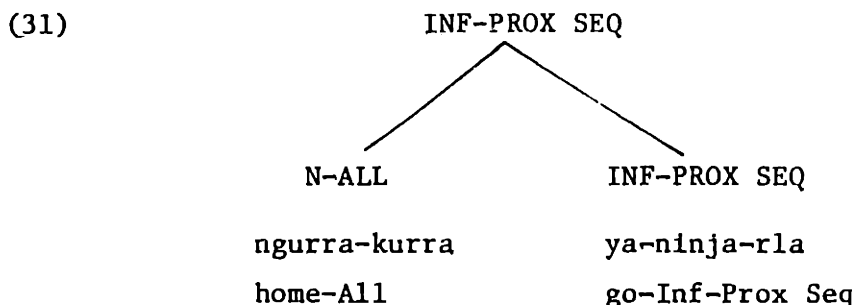 (31) INF-PROX SEQ
N-ALL INF-PROX SEQ
ngurra-kurra ya-ninja-rla
home-All go-Inf-Prox Seq